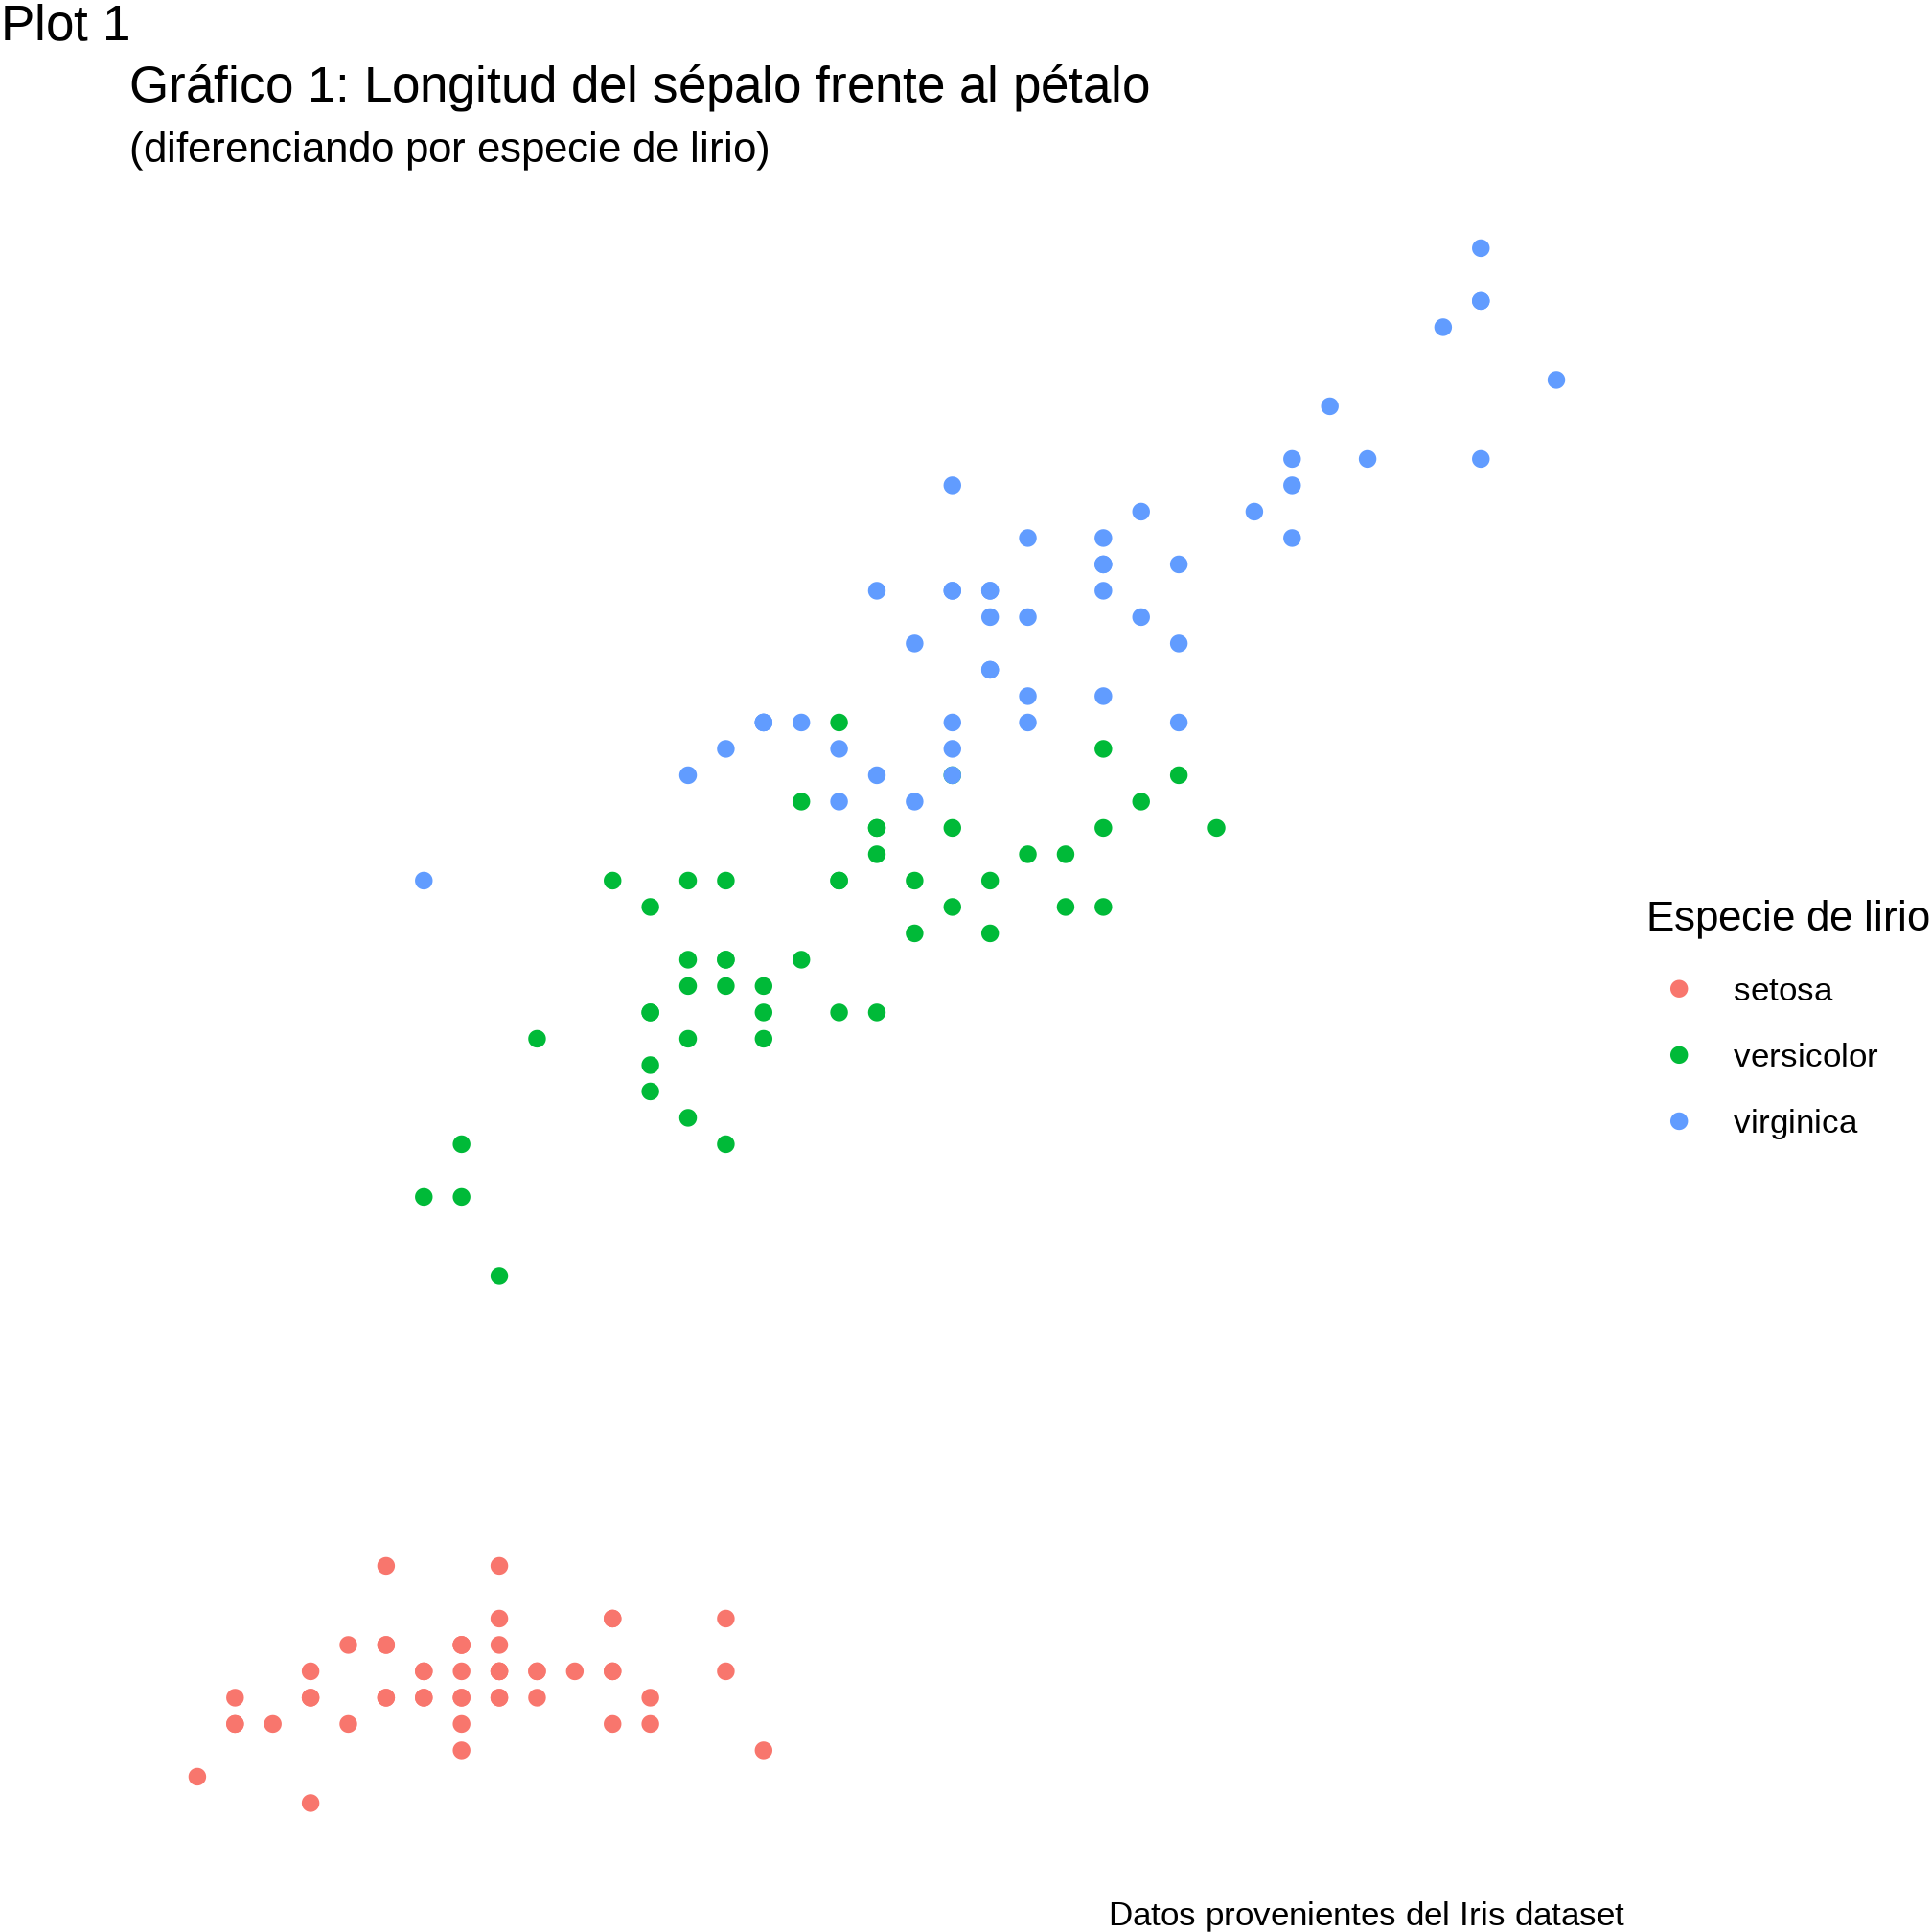 Plot 1
Gráfico 1: Longitud del sépalo frente al pétalo
(diferenciando por especie de lirio)
Especie de lirio
setosa
versicolor
virginica
Datos provenientes del Iris dataset